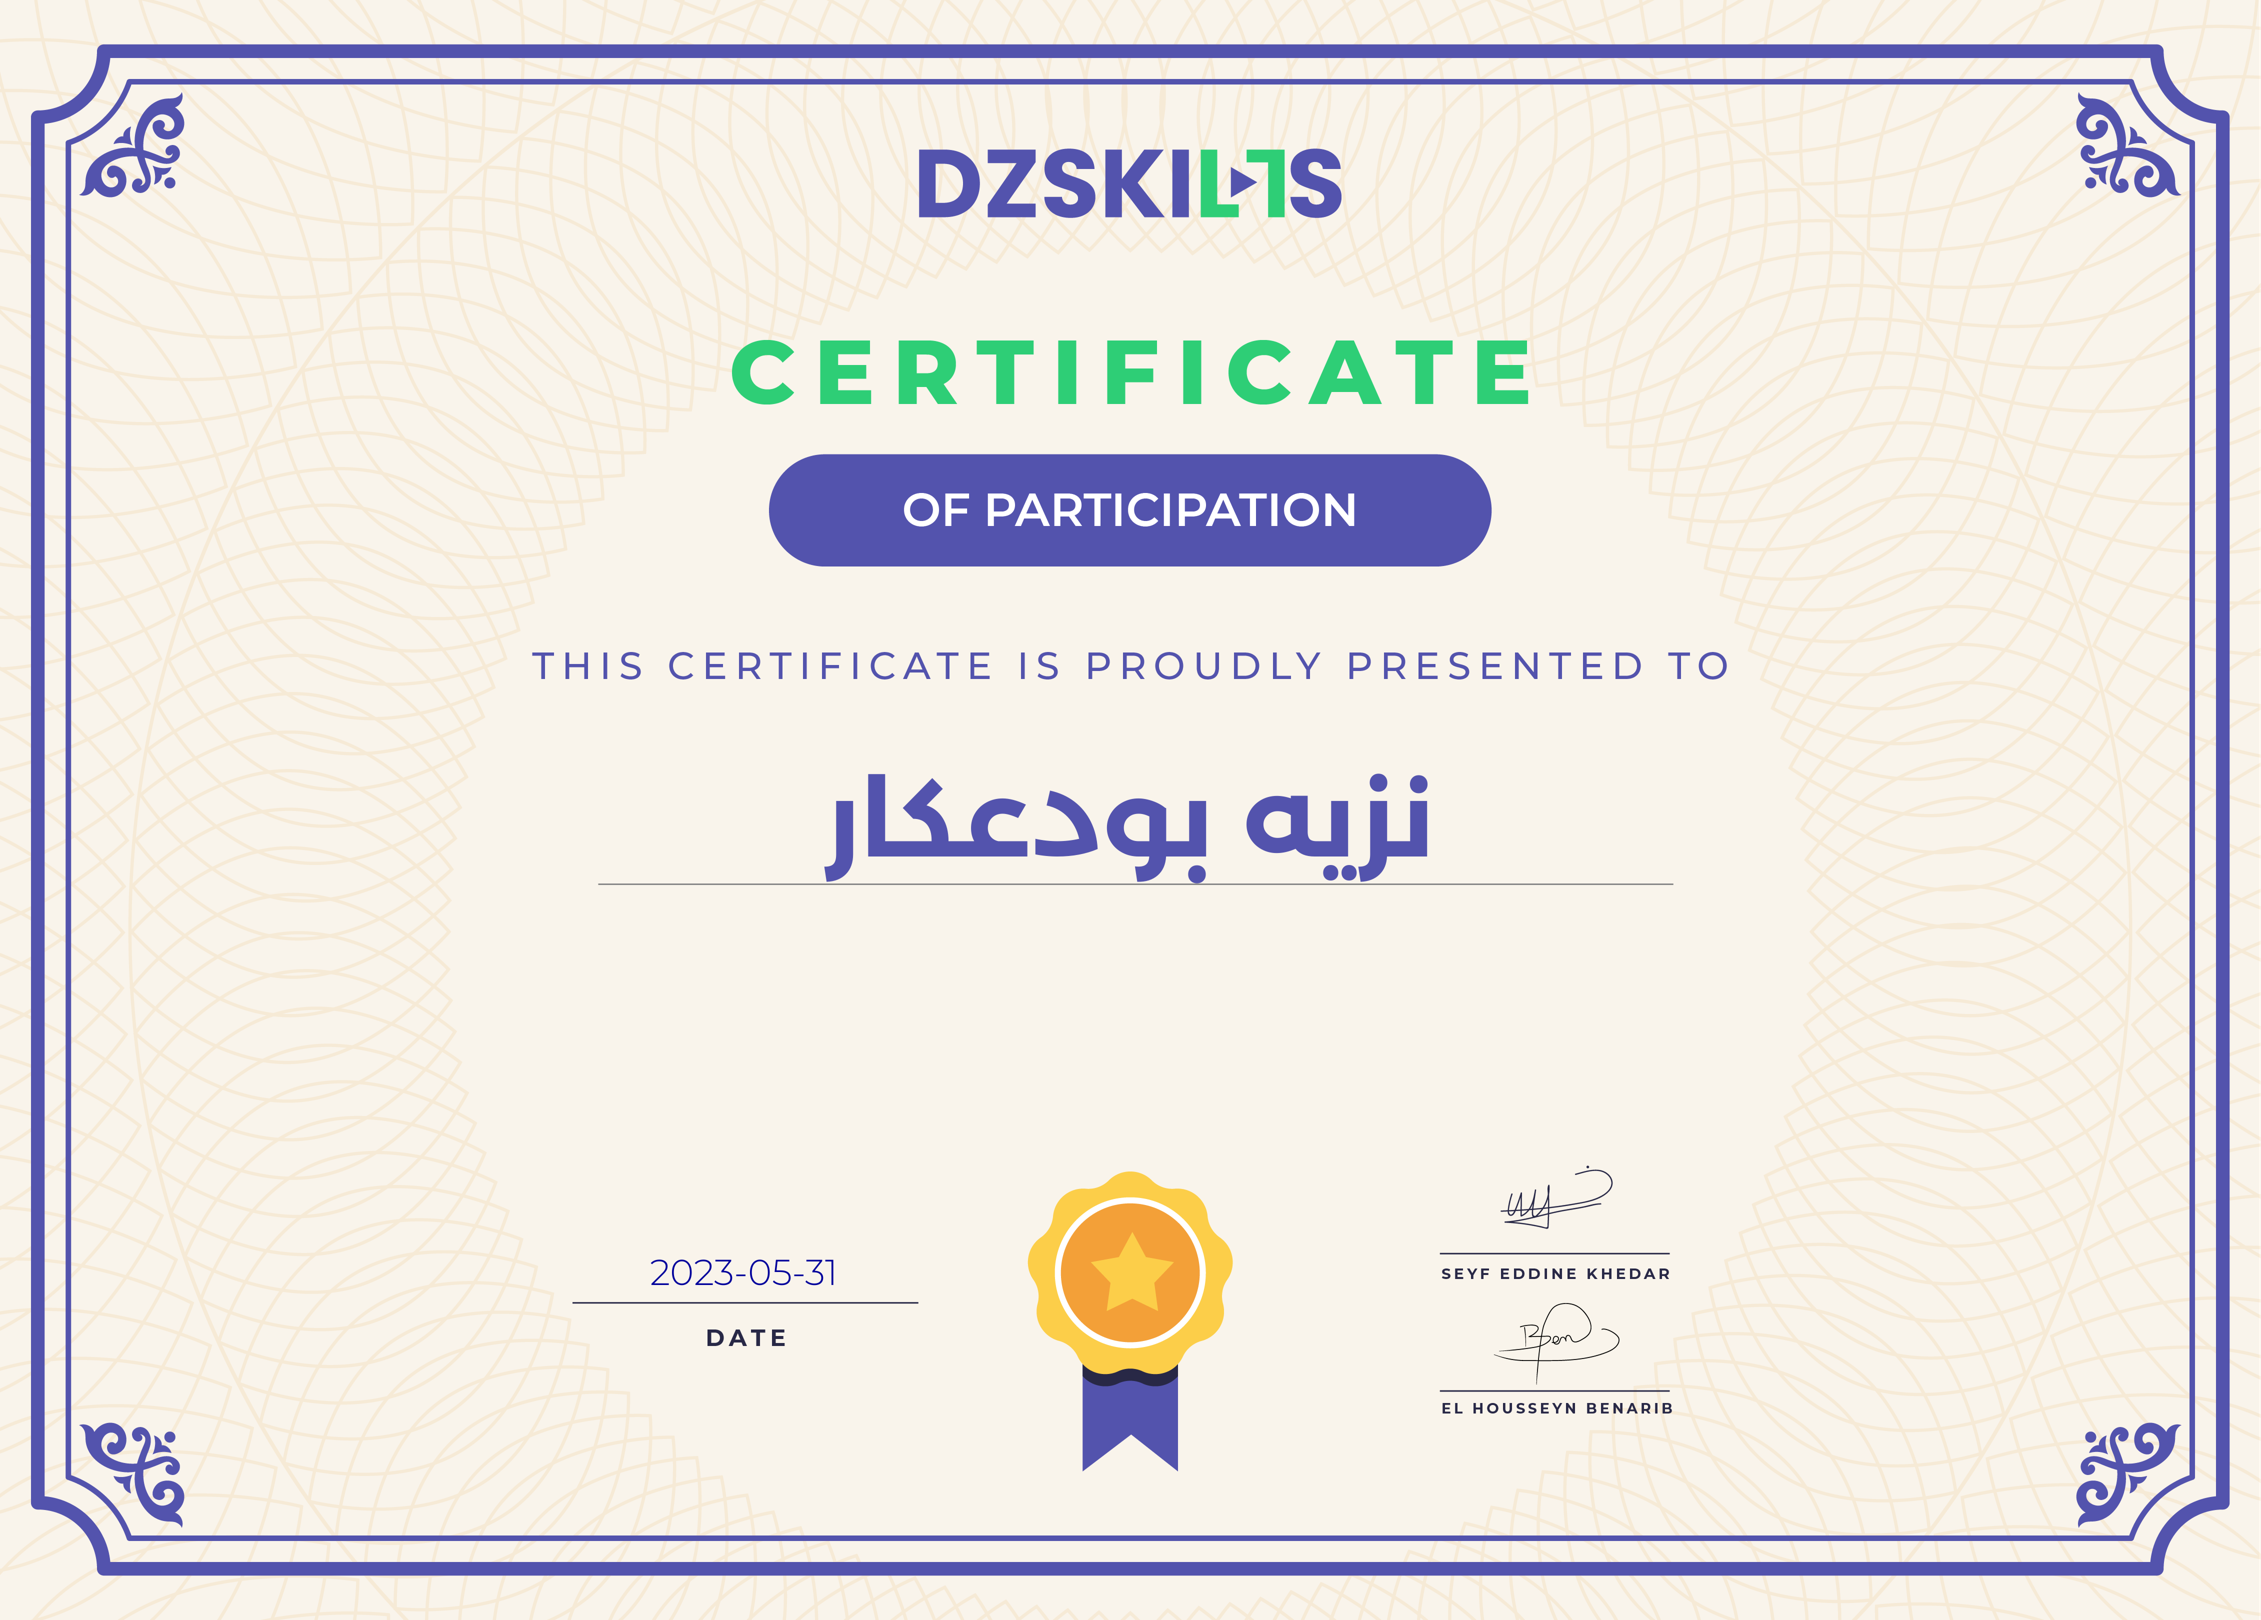 DZSKILLS
CERTIFICATE
OF PARTICIPATION
THIS CERTIFICATE IS PROUDLY PRESENTED TO
نزيه بودعكار
2023-05-31
DATE
SEYF EDDINE KHEDAR
EL HOUSSEYN BENARIB